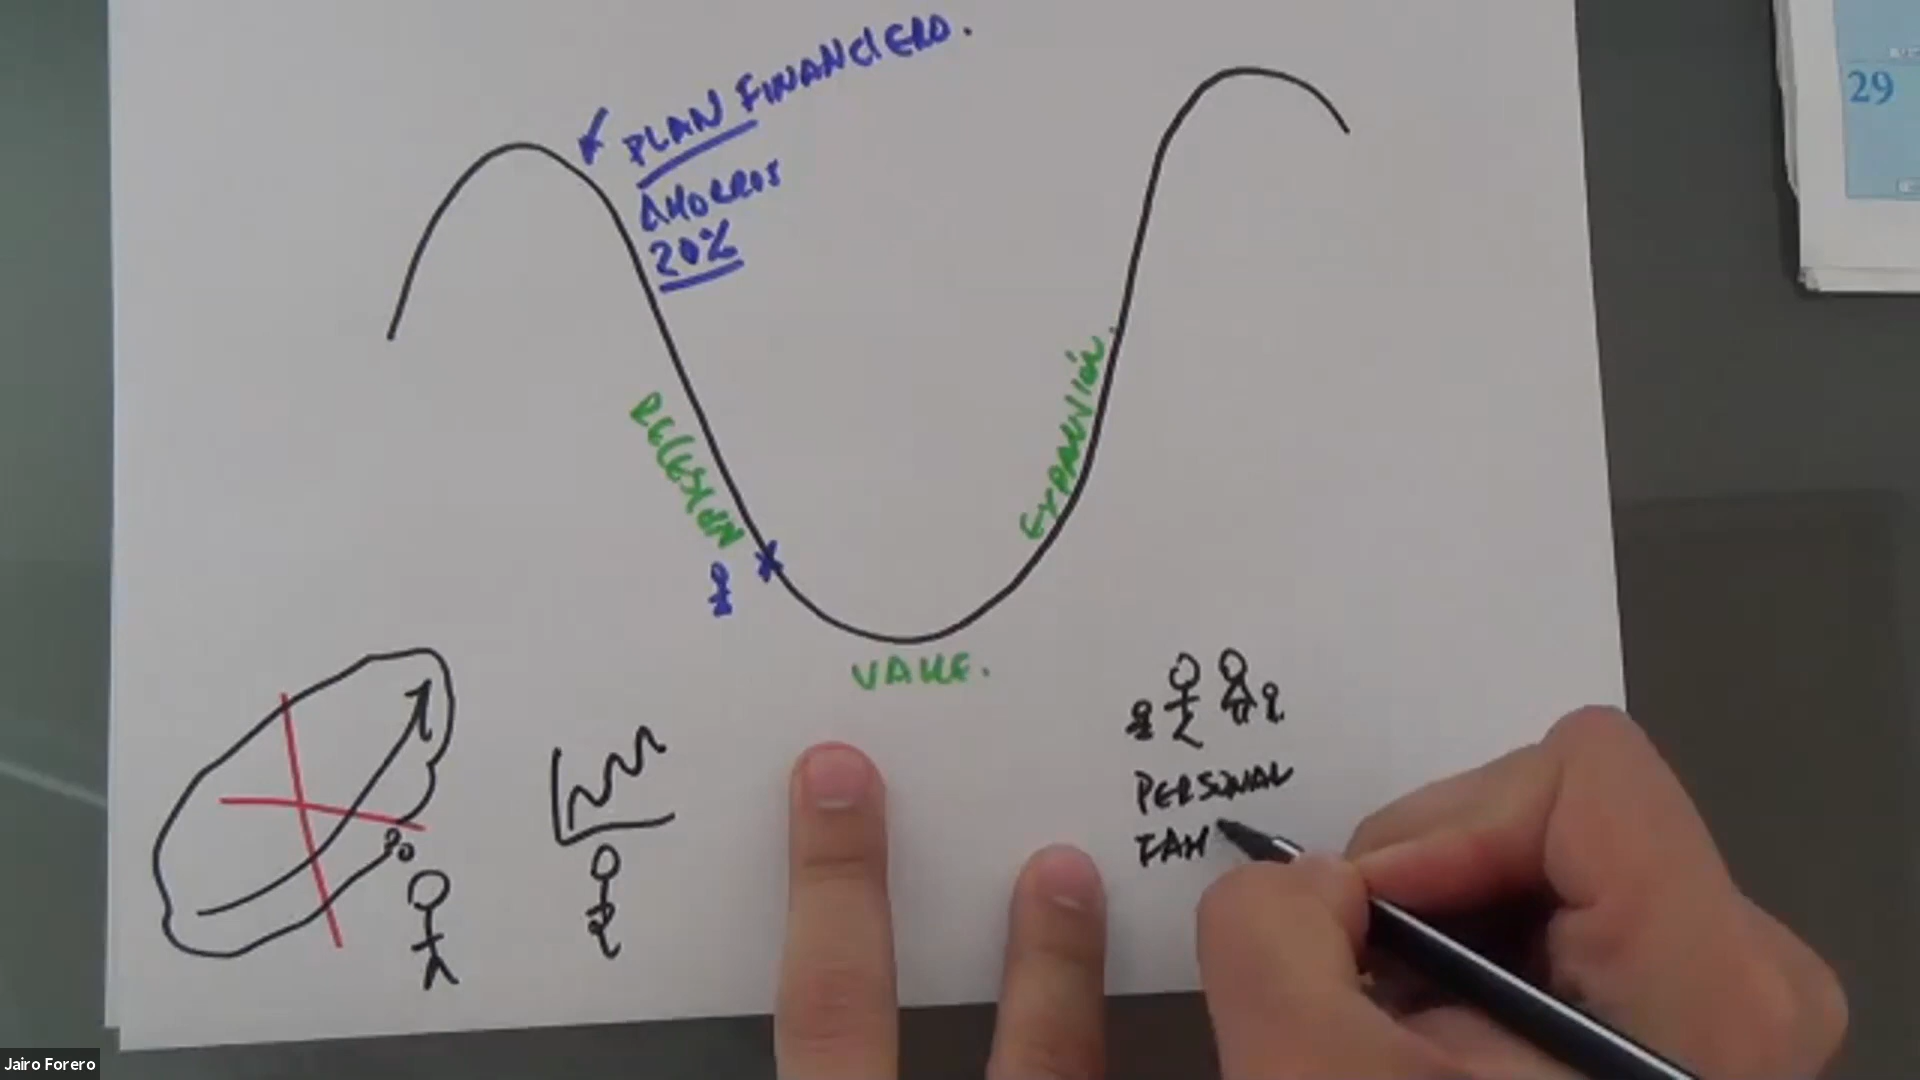 PLAN FINANCIERO.
AHORROS
20%
RECESIÓN
EXPANSIÓN.
VALLE.
PERSONAL
FAM
29
Jairo Forero